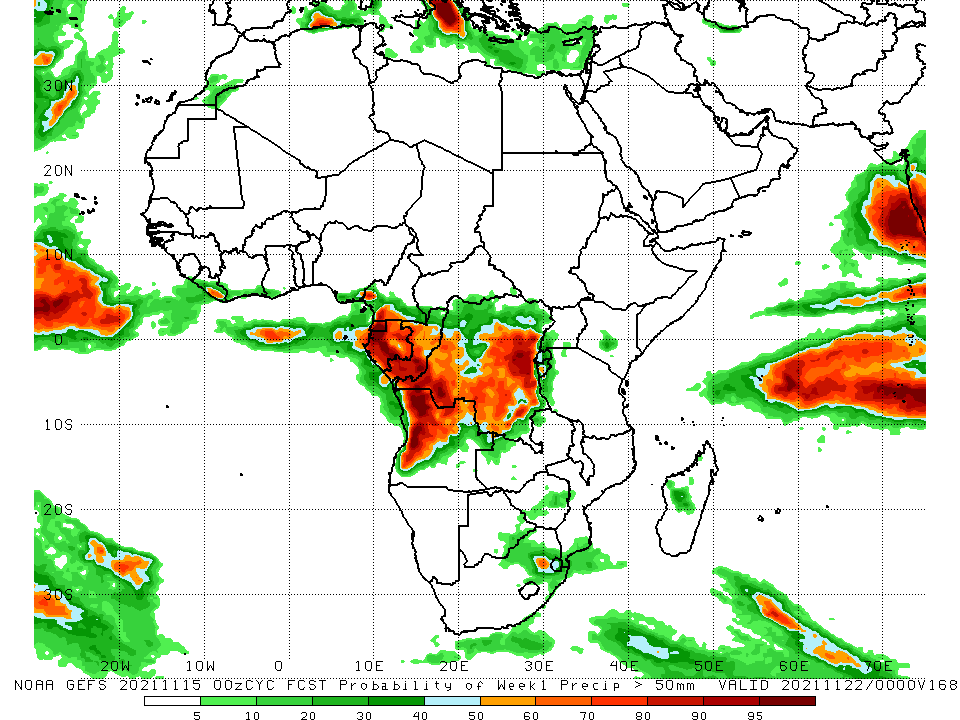 30N
20N
10N
0
10S
20S
30S
20W 10W 0 10E 20E 30E 40E 50E 60E 70E
NOAA GEFS 20211115 00zCYC FCST Probability of Week1 Precip > 50mm VALID 20211122/0000V168
5 10 20 30 40 50 60 70 80 90 95